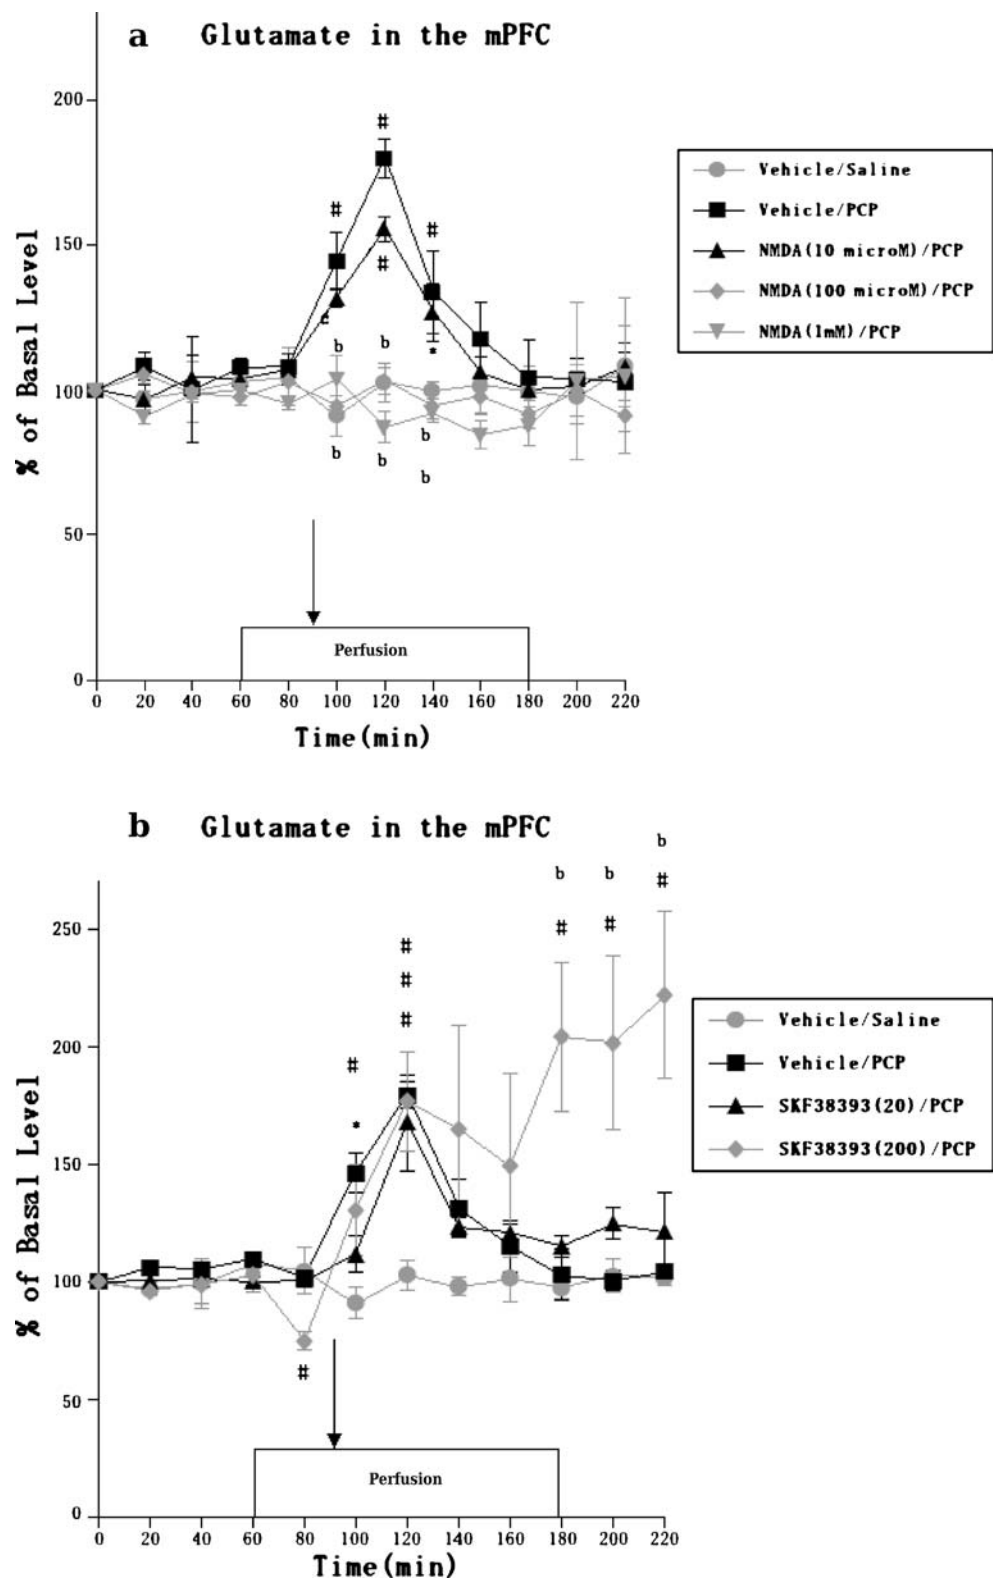 a Glutamate in the mPFC
% of Basal Level
200
150
100
50
0
#
#
#
#
*
b
b
b
b
b
b
Perfusion
0 20 40 60 80 100 120 140 160 180 200 220
Time(min)
Vehicle/Saline
Vehicle/PCP
NMDA(10 microM)/PCP
NMDA(100 microM)/PCP
NMDA(1mM)/PCP
b Glutamate in the mPFC
% of Basal Level
250
200
150
100
50
0
b
b b
#
# #
#
#
#
#
*
#
Perfusion
0 20 40 60 80 100 120 140 160 180 200 220
Time(min)
Vehicle/Saline
Vehicle/PCP
SKF38393(20)/PCP
SKF38393(200)/PCP